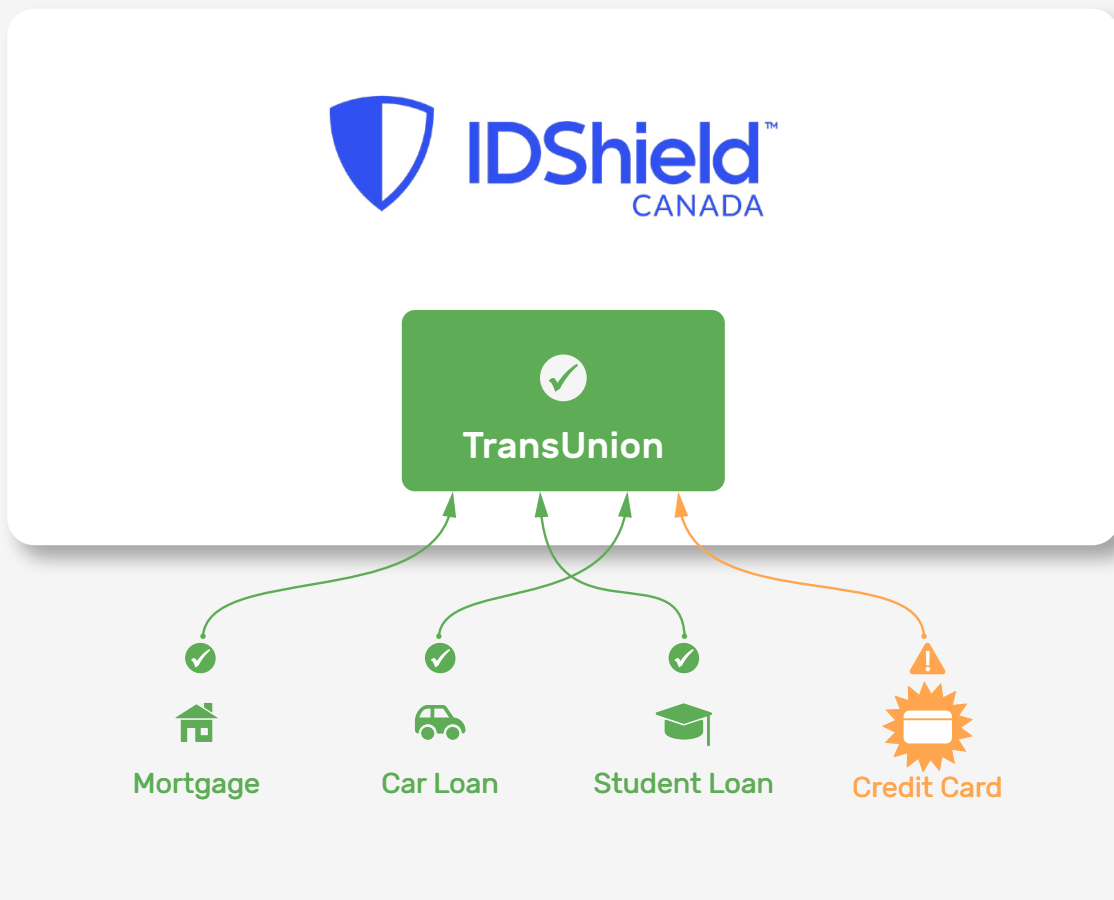 IDShield™
CANADA
TransUnion
Mortgage
Car Loan
Student Loan
Credit Card